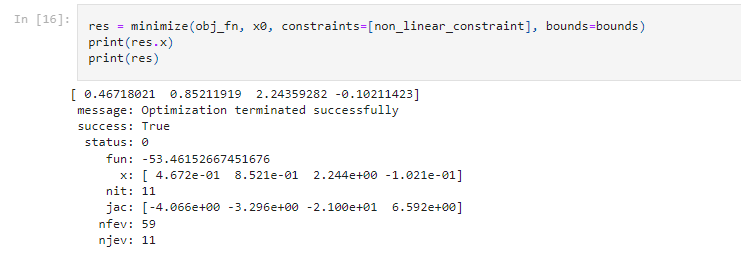 In [16]:
res = minimize(obj_fn, x0, constraints=[non_linear_constraint], bounds=bounds)
print(res.x)
print(res)
[ 0.46718021  0.85211919  2.24359282 -0.10211423]
 message: Optimization terminated successfully
 success: True
  status: 0
     fun: -53.46152667451676
       x: [ 4.672e-01  8.521e-01  2.244e+00 -1.021e-01]
     nit: 11
     jac: [-4.066e+00 -3.296e+00 -2.100e+01  6.592e+00]
    nfev: 59
    njev: 11